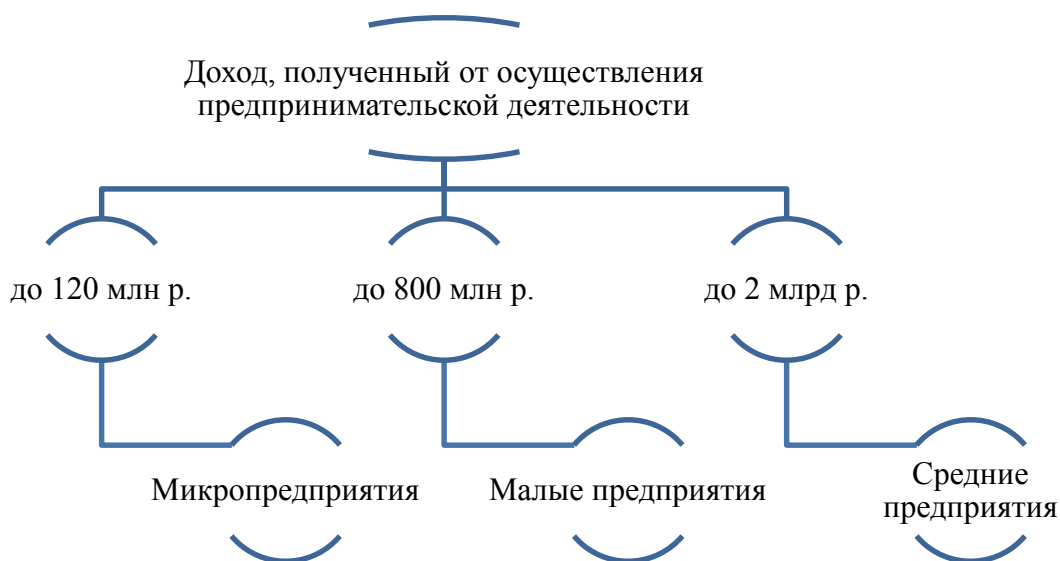 Доход, полученный от осуществления
предпринимательской деятельности
до 120 млн р.
до 800 млн р.
до 2 млрд р.
Микропредприятия
Малые предприятия
Средние
предприятия